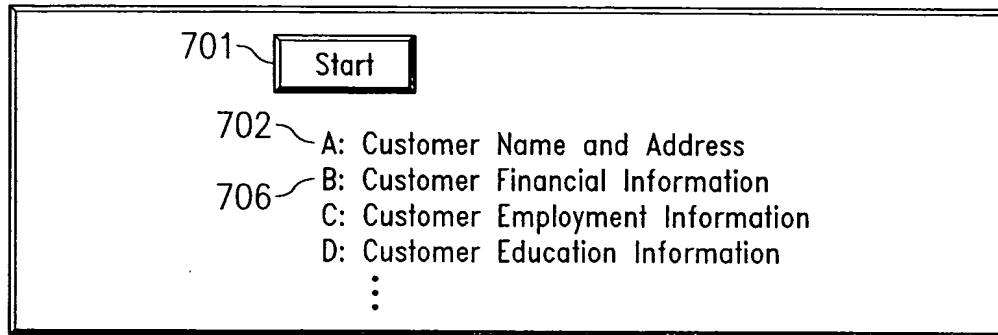 701 Start
702 A: Customer Name and Address
706 B: Customer Financial Information
C: Customer Employment Information
D: Customer Education Information
⋮